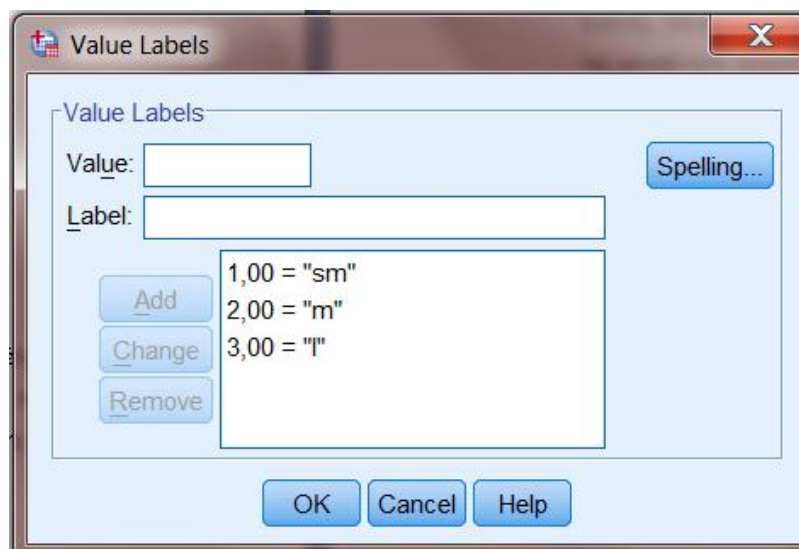 Value Labels
Value Labels
Value:
Spelling...
Label:
1,00 = "sm"
Add
2,00 = "m"
Change
3,00 = "l"
Remove
OK
Cancel
Help